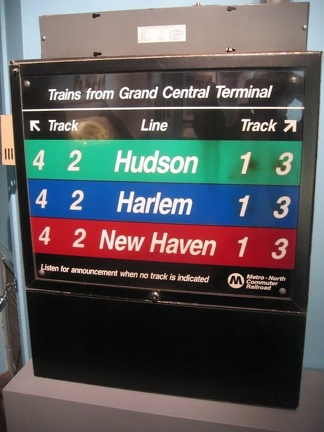 Trains from Grand Central Terminal
↖ Track Line Track ↗
4 2 Hudson 1 3
4 2 Harlem 1 3
4 2 New Haven 1 3
Listen for announcement when no track is indicated
M Metro-North
Commuter
Railroad